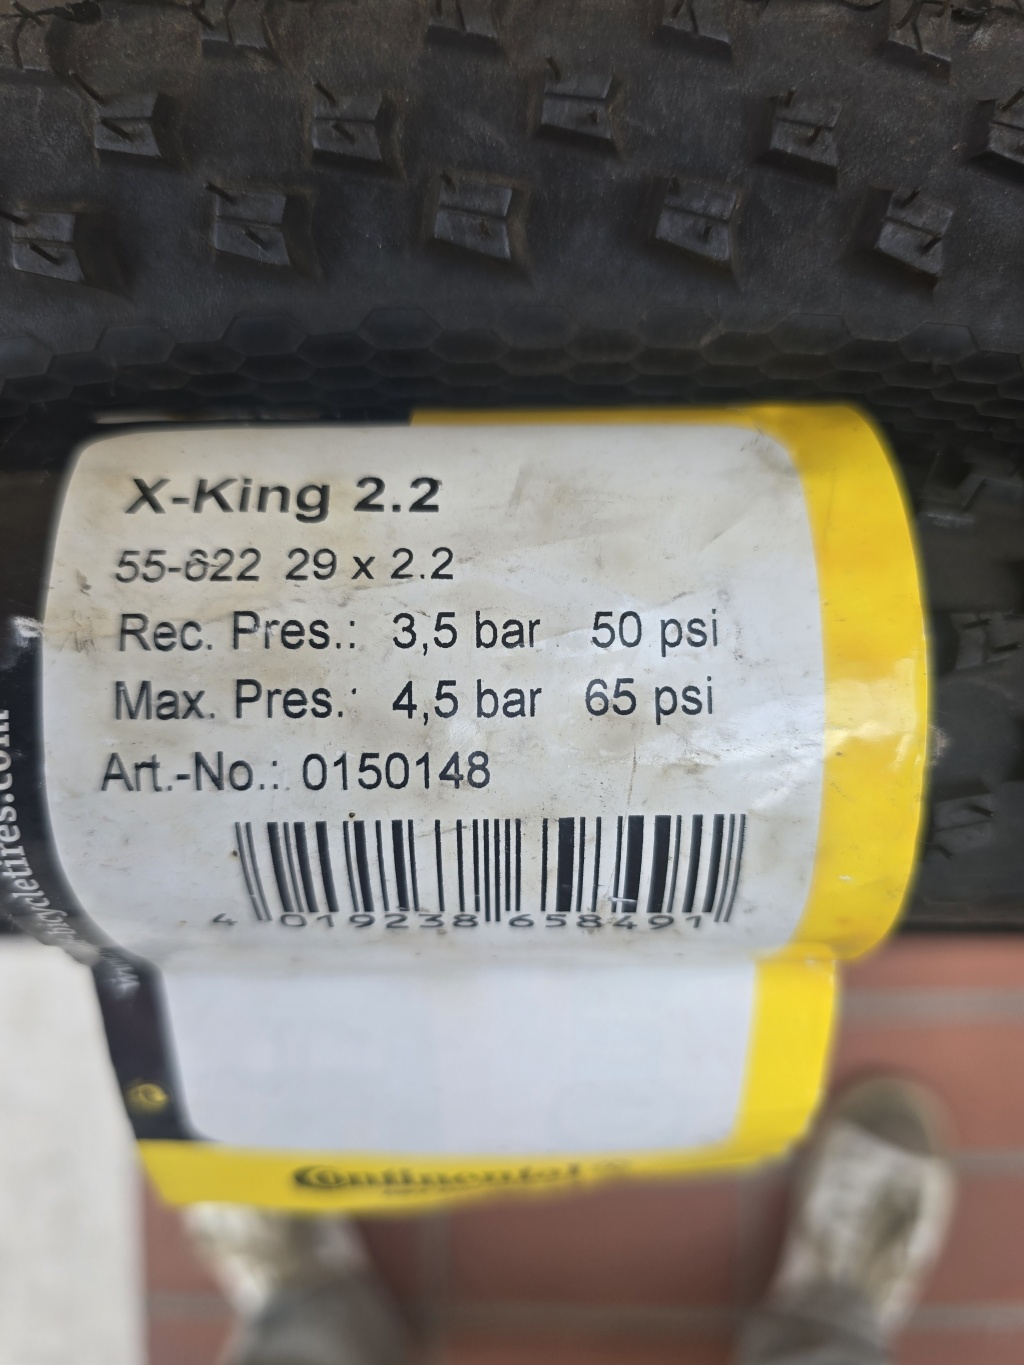 X-King 2.2
55-622 29 x 2.2
Rec. Pres.: 3,5 bar 50 psi
Max. Pres.: 4,5 bar 65 psi
Art.-No.: 0150148
4 019238 658491
Continental®